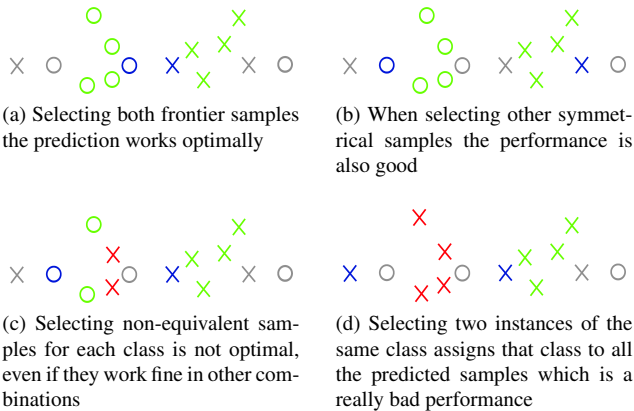 (a) Selecting both frontier samples
the prediction works optimally
(b) When selecting other symmet-
rical samples the performance is
also good
(c) Selecting non-equivalent sam-
ples for each class is not optimal,
even if they work fine in other com-
binations
(d) Selecting two instances of the
same class assigns that class to all
the predicted samples which is a
really bad performance